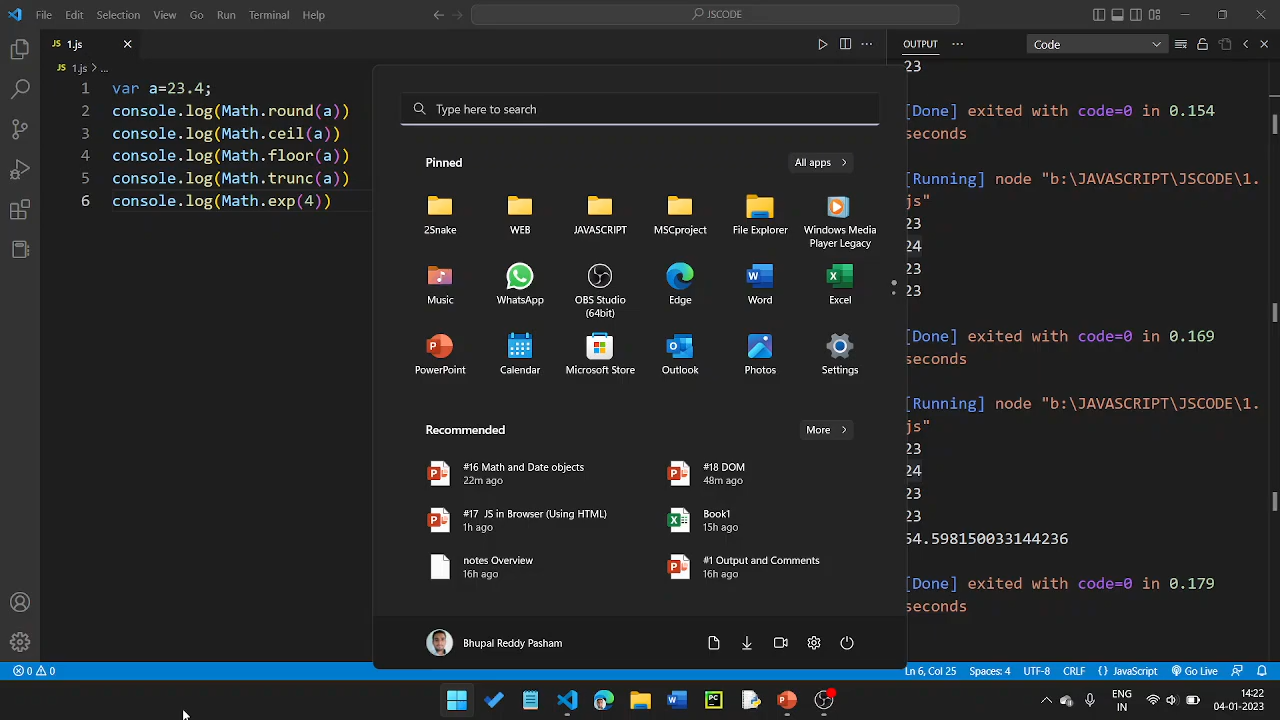 File Edit Selection View Go Run Terminal Help
JSCODE
JS 1.js
JS 1.js > ...
1 var a=23.4;
2 console.log(Math.round(a))
3 console.log(Math.ceil(a))
4 console.log(Math.floor(a))
5 console.log(Math.trunc(a))
6 console.log(Math.exp(4))
Type here to search
Pinned
All apps
2Snake WEB JAVASCRIPT MSCproject File Explorer Windows Media Player Legacy
Music WhatsApp OBS Studio (64bit) Edge Word Excel
PowerPoint Calendar Microsoft Store Outlook Photos Settings
Recommended
More
#16 Math and Date objects
22m ago
#18 DOM
48m ago
#17 JS in Browser (Using HTML)
1h ago
Book1
15h ago
notes Overview
16h ago
#1 Output and Comments
16h ago
Bhupal Reddy Pasham
OUTPUT
Code
23
[Done] exited with code=0 in 0.154
seconds
[Running] node "b:\JAVASCRIPT\JSCODE\1.
js"
23
24
23
23
[Done] exited with code=0 in 0.169
seconds
[Running] node "b:\JAVASCRIPT\JSCODE\1.
js"
23
24
23
23
54.598150033144236
[Done] exited with code=0 in 0.179
seconds
0 0
Ln 6, Col 25 Spaces: 4 UTF-8 CRLF {} JavaScript Go Live
ENG
IN
14:22
04-01-2023